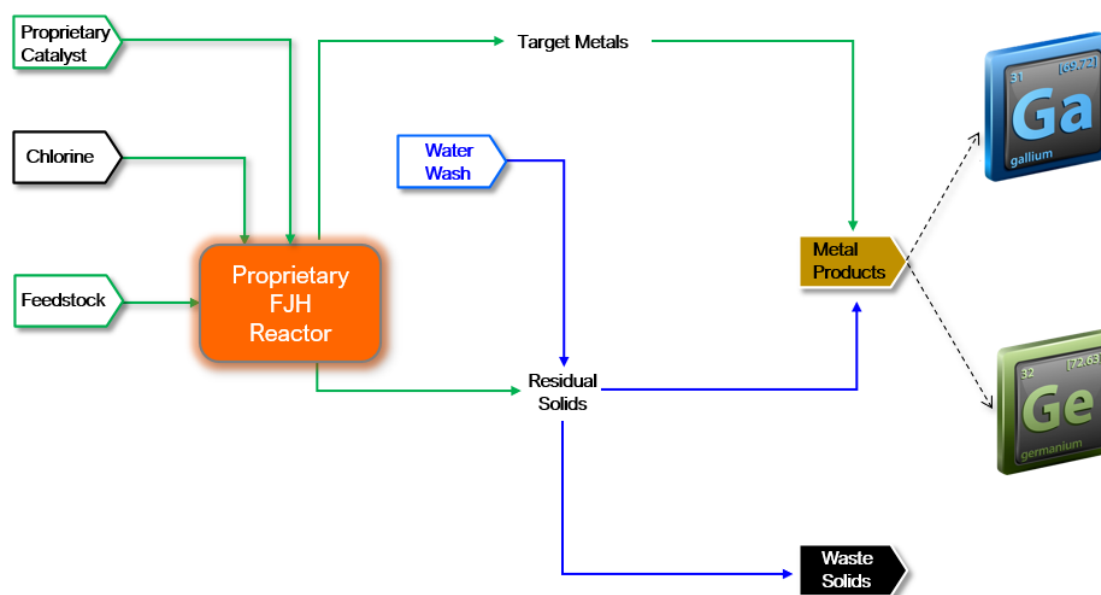 Proprietary
Catalyst
Target Metals
31 [69.72]
Ga
gallium
Chlorine
Water
Wash
Proprietary
FJH
Reactor
Metal
Products
Feedstock
Residual
Solids
32 [72.63]
Ge
germanium
Waste
Solids